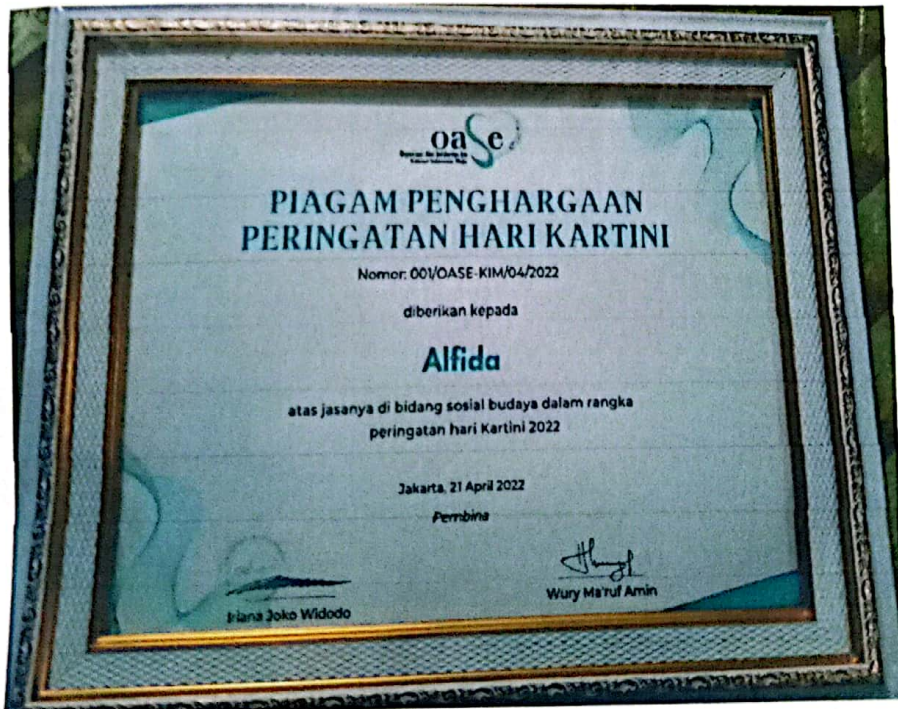 oase
PIAGAM PENGHARGAAN
PERINGATAN HARI KARTINI
Nomor: 001/OASE-KIM/04/2022
diberikan kepada
Alfida
atas jasanya di bidang sosial budaya dalam rangka
peringatan hari Kartini 2022
Jakarta, 21 April 2022
Pembina
Iriana Joko Widodo
Wury Ma'ruf Amin